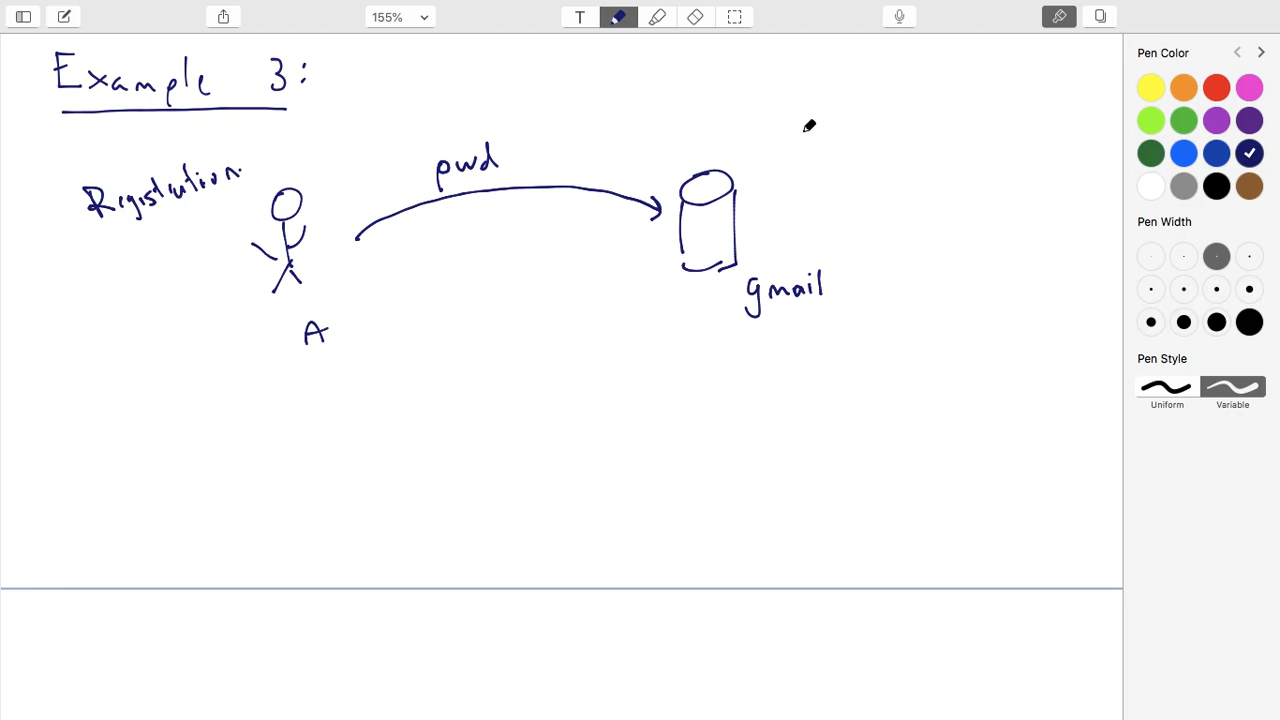 155%
T
Example 3:
Registration.
pwd
gmail
A
Pen Color
Pen Width
Pen Style
Uniform
Variable